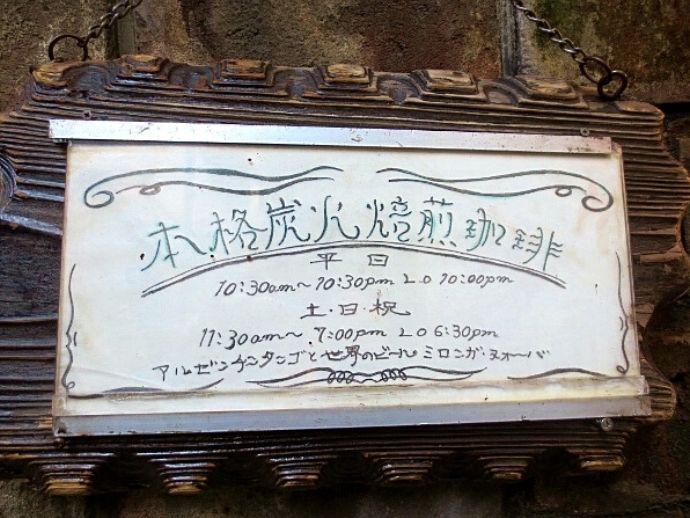 本格炭火焙煎珈琲
平日
10:30am～10:30pm L.O 10:00pm
土・日・祝
11:30am～7:00pm L.O 6:30pm
アルゼンチンタンゴと世界のビール ミロンガ・ヌォーバ